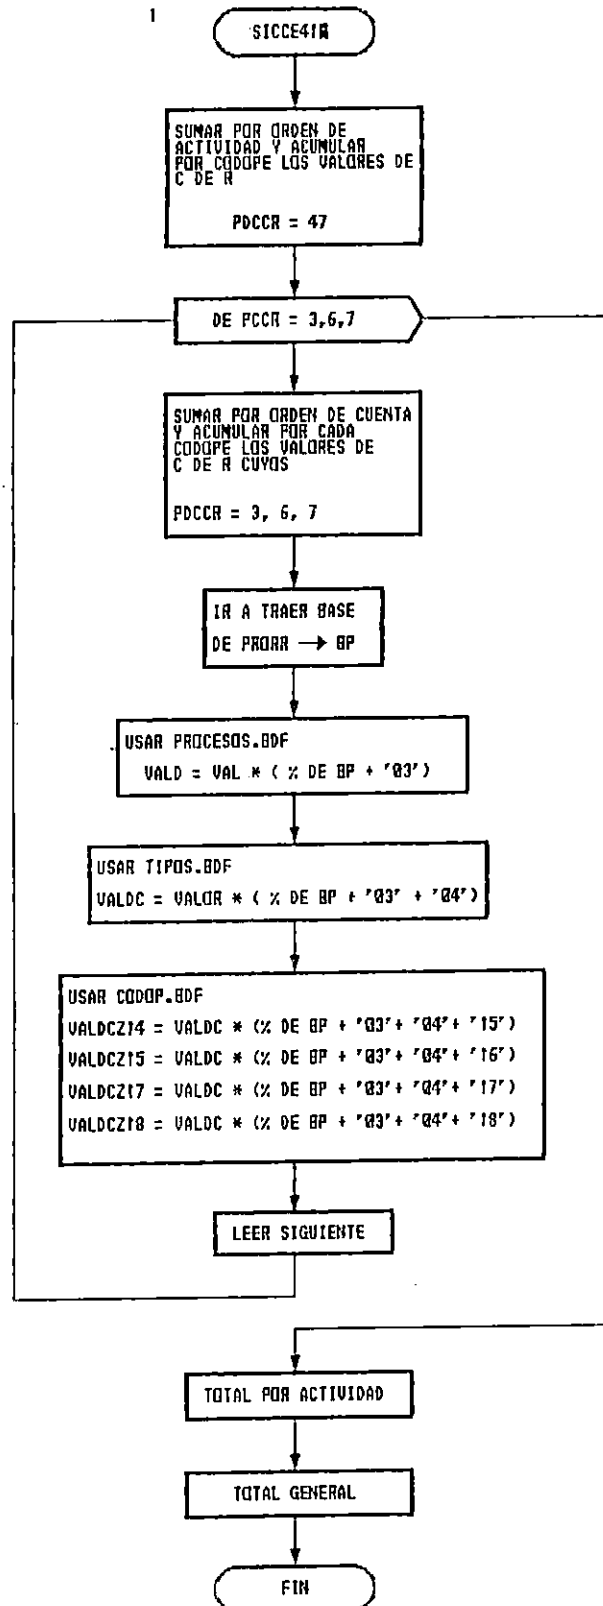 1
SICCE41R
SUMAR POR ORDEN DE
ACTIVIDAD Y ACUMULAR
POR CODOPE LOS VALORES DE
C DE R
PDCCR = 47
DE PCCR = 3,6,7
SUMAR POR ORDEN DE CUENTA
Y ACUMULAR POR CADA
CODOPE LOS VALORES DE
C DE R CUYOS
PDCCR = 3, 6, 7
IR A TRAER BASE
DE PRORR → BP
USAR PROCESOS.BDF
VALD = VAL * ( % DE BP + '03')
USAR TIPOS.BDF
VALDC = VALOR * ( % DE BP + '03' + '04')
USAR CODOP.BDF
VALDCZ14 = VALDC * (% DE BP + '03'+ '04'+ '15')
VALDCZ15 = VALDC * (% DE BP + '03'+ '04'+ '16')
VALDCZ17 = VALDC * (% DE BP + '03'+ '04'+ '17')
VALDCZ18 = VALDC * (% DE BP + '03'+ '04'+ '18')
LEER SIGUIENTE
TOTAL POR ACTIVIDAD
TOTAL GENERAL
FIN